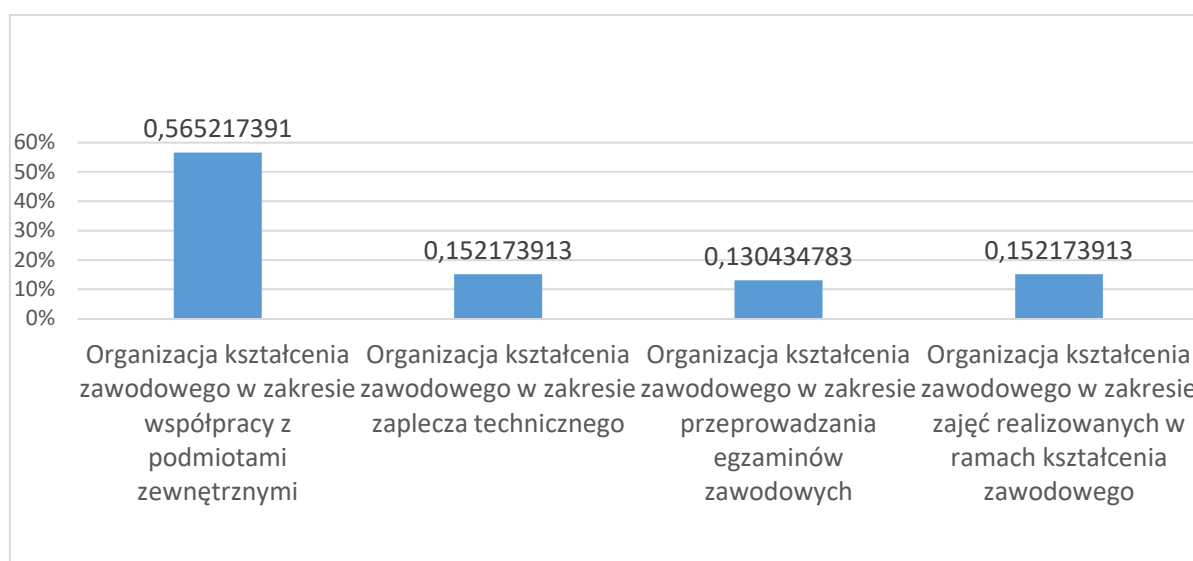 0,565217391
0,152173913
0,130434783
0,152173913
60%
50%
40%
30%
20%
10%
0%
Organizacja kształcenia
zawodowego w zakresie
współpracy z
podmiotami
zewnętrznymi
Organizacja kształcenia
zawodowego w zakresie
zaplecza technicznego
Organizacja kształcenia
zawodowego w zakresie
przeprowadzania
egzaminów
zawodowych
Organizacja kształcenia
zawodowego w zakresie
zajęć realizowanych w
ramach kształcenia
zawodowego